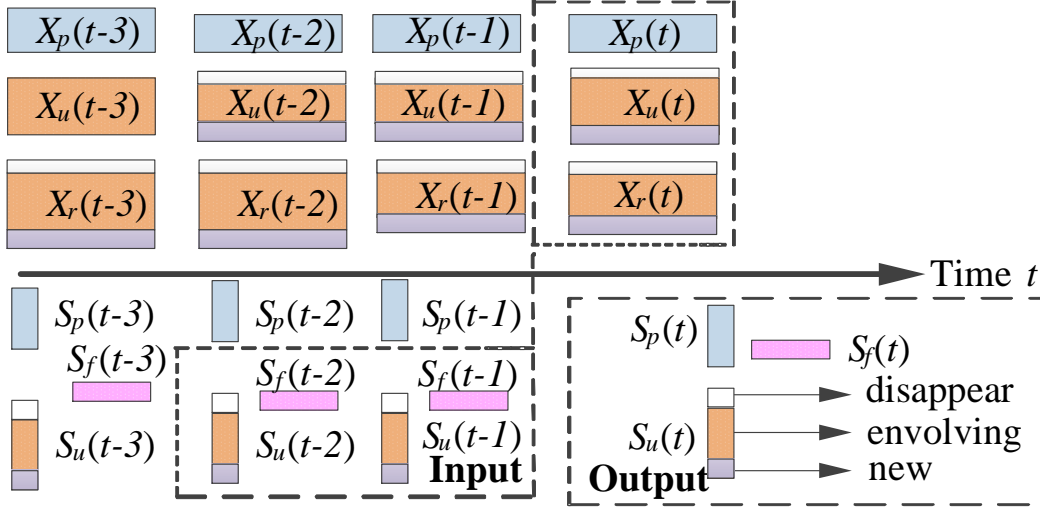 Xp(t-3) Xp(t-2) Xp(t-1) Xp(t)
Xu(t-3) Xu(t-2) Xu(t-1) Xu(t)
Xr(t-3) Xr(t-2) Xr(t-1) Xr(t)
Time t
Sp(t-3) Sp(t-2) Sp(t-1) Sp(t)
Sf(t-3) Sf(t-2) Sf(t-1) Sf(t)
disappear
Su(t-3) Su(t-2) Su(t-1) Su(t) envolving
Input Output new